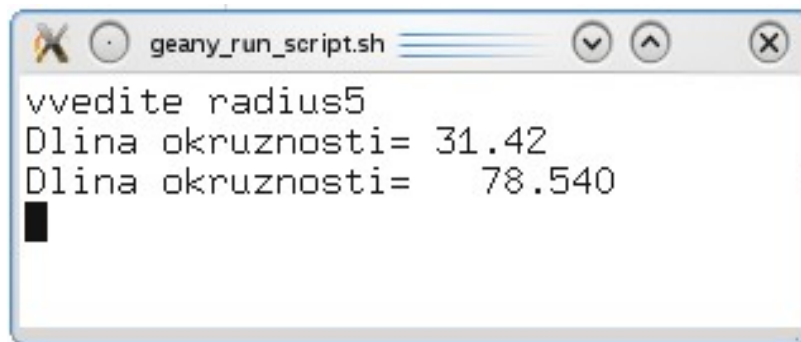 geany_run_script.sh
vvedite radius5
Dlina okruznosti= 31.42
Dlina okruznosti=   78.540